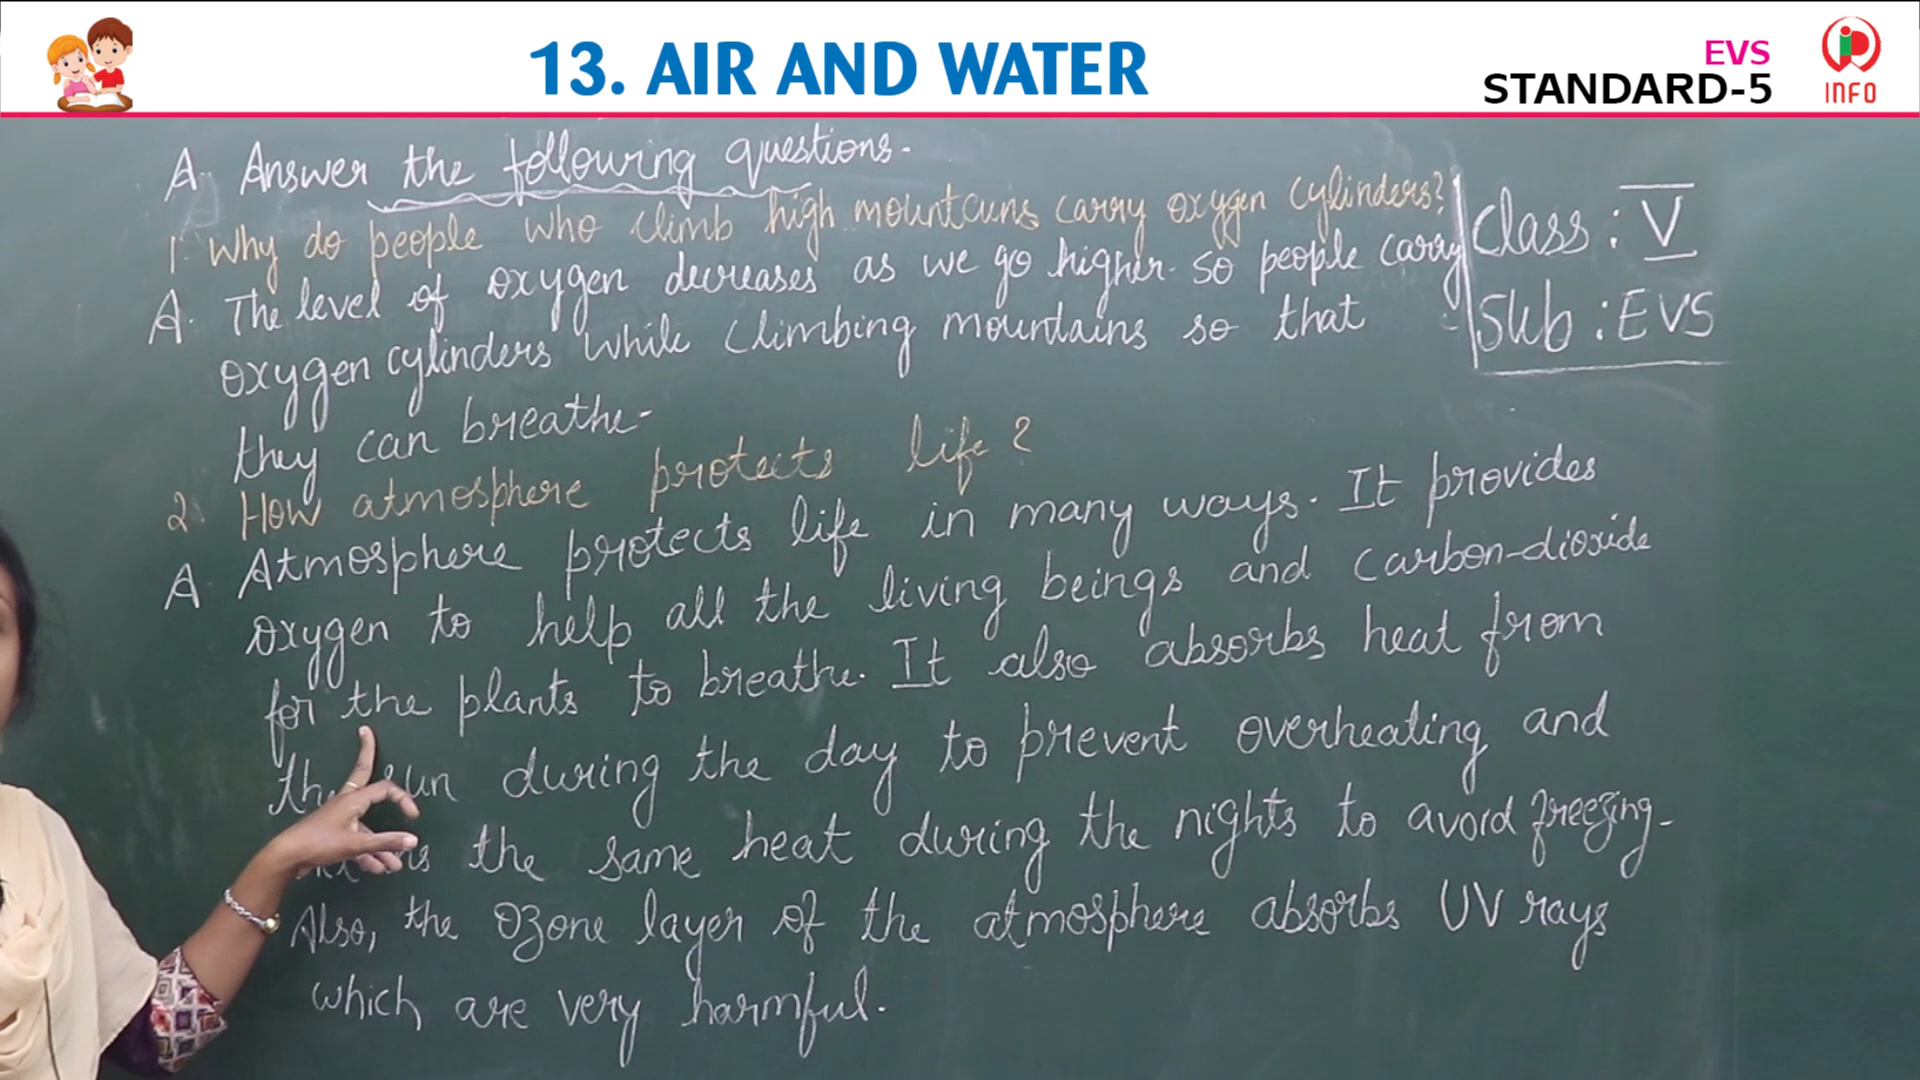 13. AIR AND WATER
EVS
STANDARD-5
INFO
A. Answer the following questions.
1. Why do people who climb high mountains carry oxygen cylinders?
A. The level of oxygen decreases as we go higher. So people carry
oxygen cylinders while climbing mountains so that
they can breathe.
2. How atmosphere protects life?
A Atmosphere protects life in many ways. It provides
oxygen to help all the living beings and carbon-dioxide
for the plants to breathe. It also absorbs heat from
the sun during the day to prevent overheating and
the same heat during the nights to avoid freezing.
Also, the ozone layer of the atmosphere absorbs UV rays
which are very harmful.
Class : V
Sub : EVS